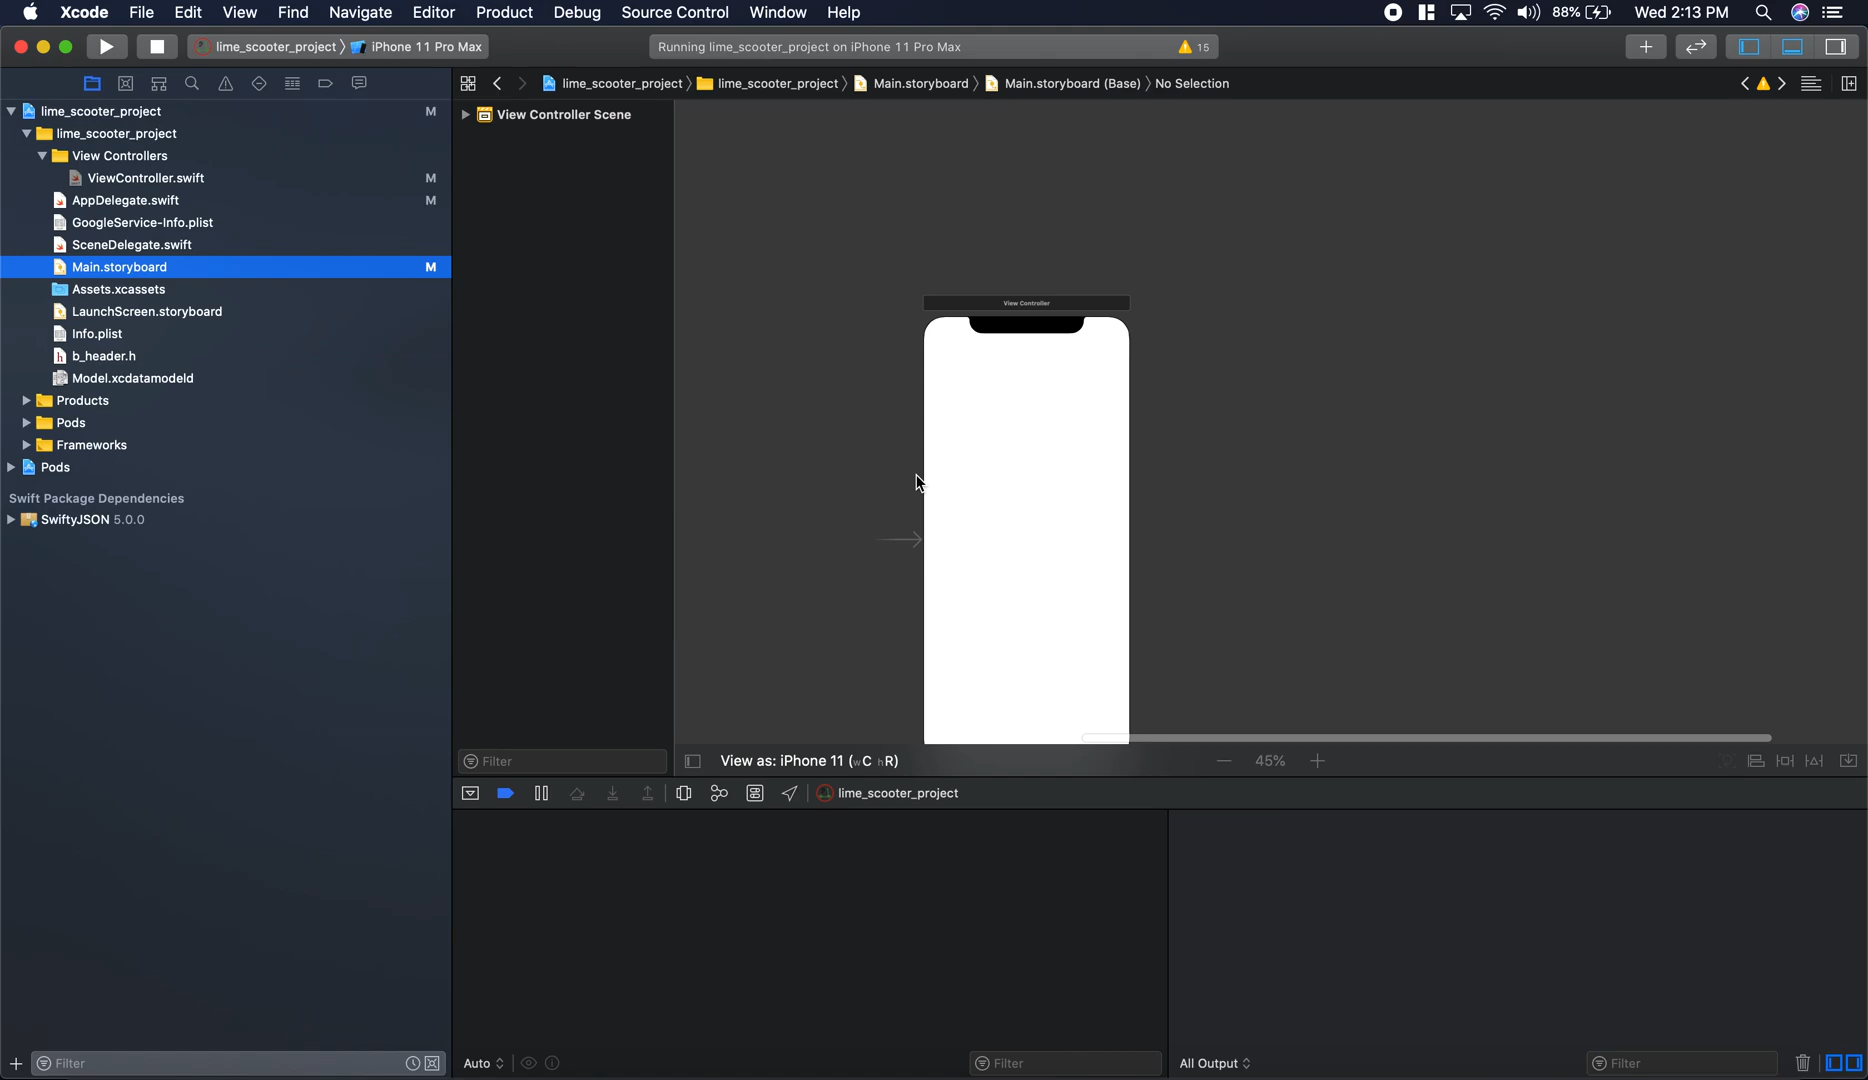 Xcode File Edit View Find Navigate Editor Product Debug Source Control Window Help 88% Wed 2:13 PM
lime_scooter_project iPhone 11 Pro Max Running lime_scooter_project on iPhone 11 Pro Max 15
lime_scooter_project lime_scooter_project Main.storyboard Main.storyboard (Base) No Selection
lime_scooter_project M
lime_scooter_project
View Controllers
ViewController.swift M
AppDelegate.swift M
GoogleService-Info.plist
SceneDelegate.swift
Main.storyboard M
Assets.xcassets
LaunchScreen.storyboard
Info.plist
b_header.h
Model.xcdatamodeld
Products
Pods
Frameworks
Pods
Swift Package Dependencies
SwiftyJSON 5.0.0
Filter
View Controller Scene
Filter
View Controller
View as: iPhone 11 (wC hR) 45%
lime_scooter_project
Auto Filter
All Output Filter